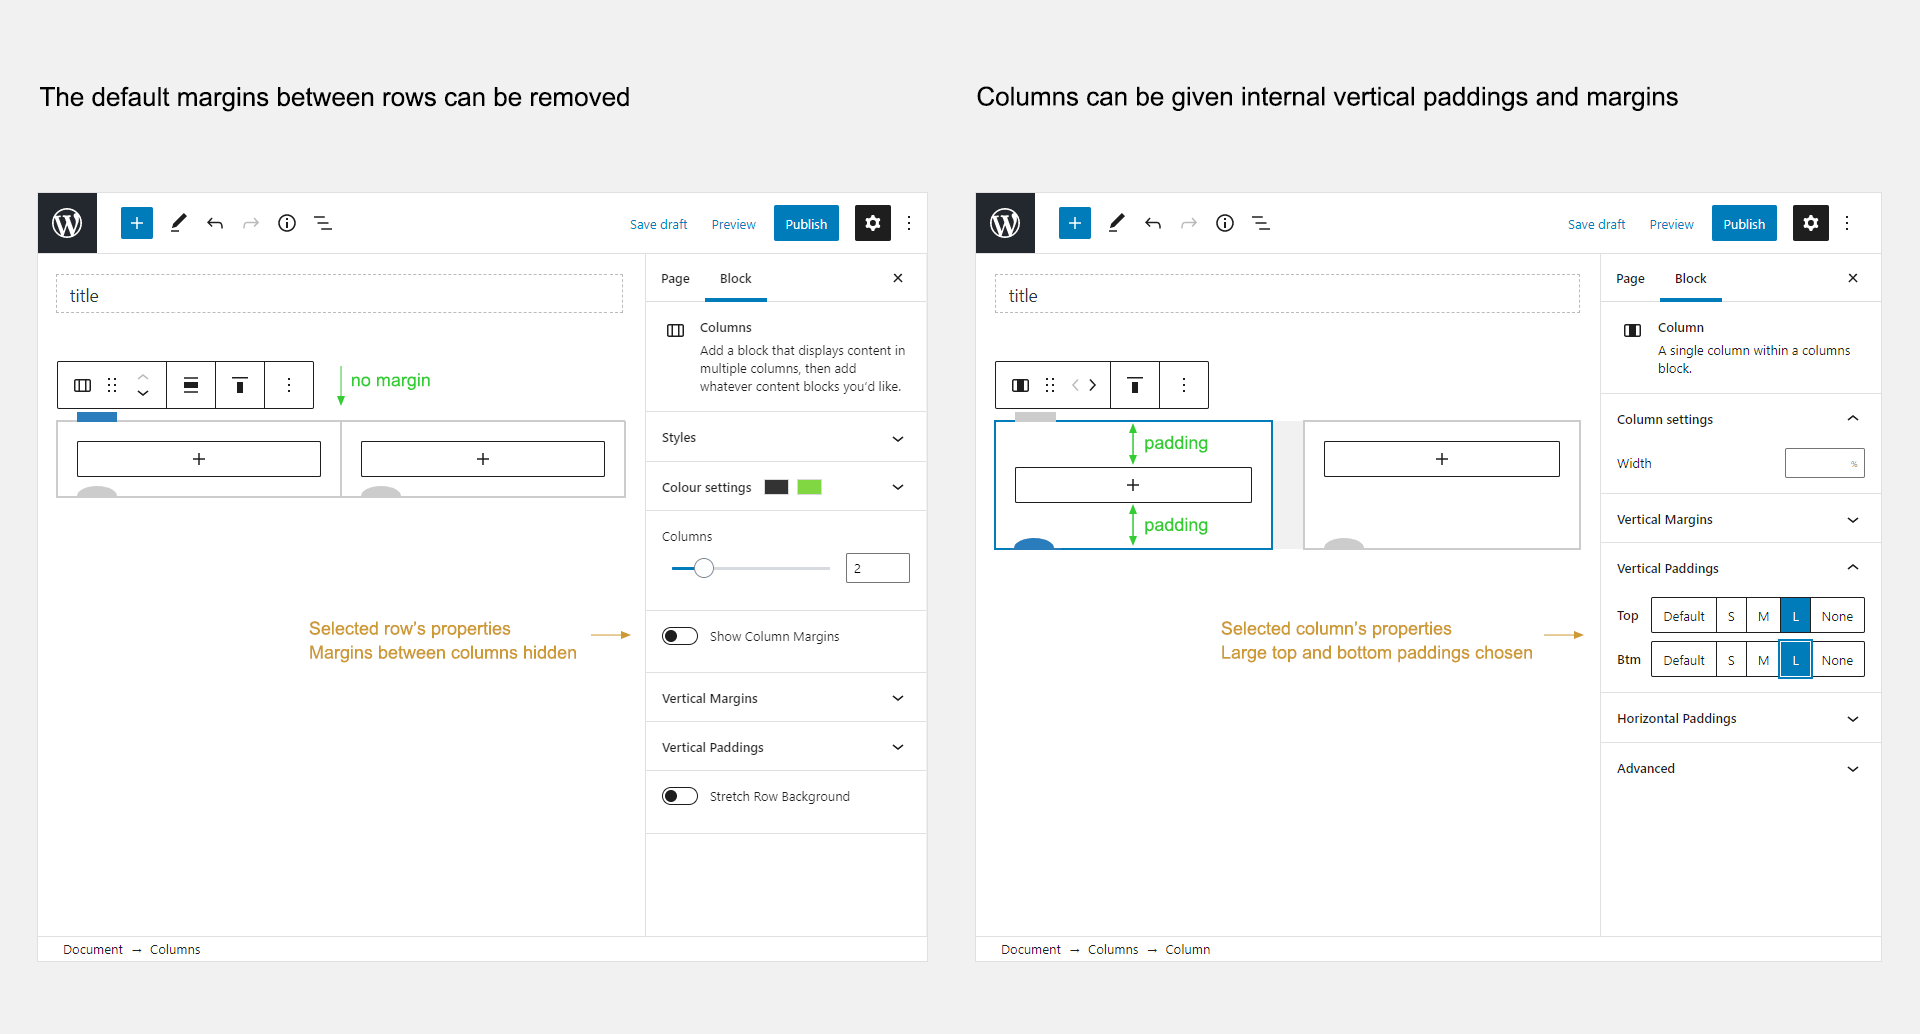 The default margins between rows can be removed
Columns can be given internal vertical paddings and margins
Save draft
Preview
Publish
title
Page
Block
Columns
Add a block that displays content in
multiple columns, then add
whatever content blocks you'd like.
no margin
Styles
Colour settings
Columns
2
Selected row's properties
Margins between columns hidden
Show Column Margins
Vertical Margins
Vertical Paddings
Stretch Row Background
Document → Columns
Save draft
Preview
Publish
title
Page
Block
Column
A single column within a columns
block.
padding
padding
Column settings
Width
%
Vertical Margins
Vertical Paddings
Top Default S M L None
Btm Default S M L None
Selected column's properties
Large top and bottom paddings chosen
Horizontal Paddings
Advanced
Document → Columns → Column